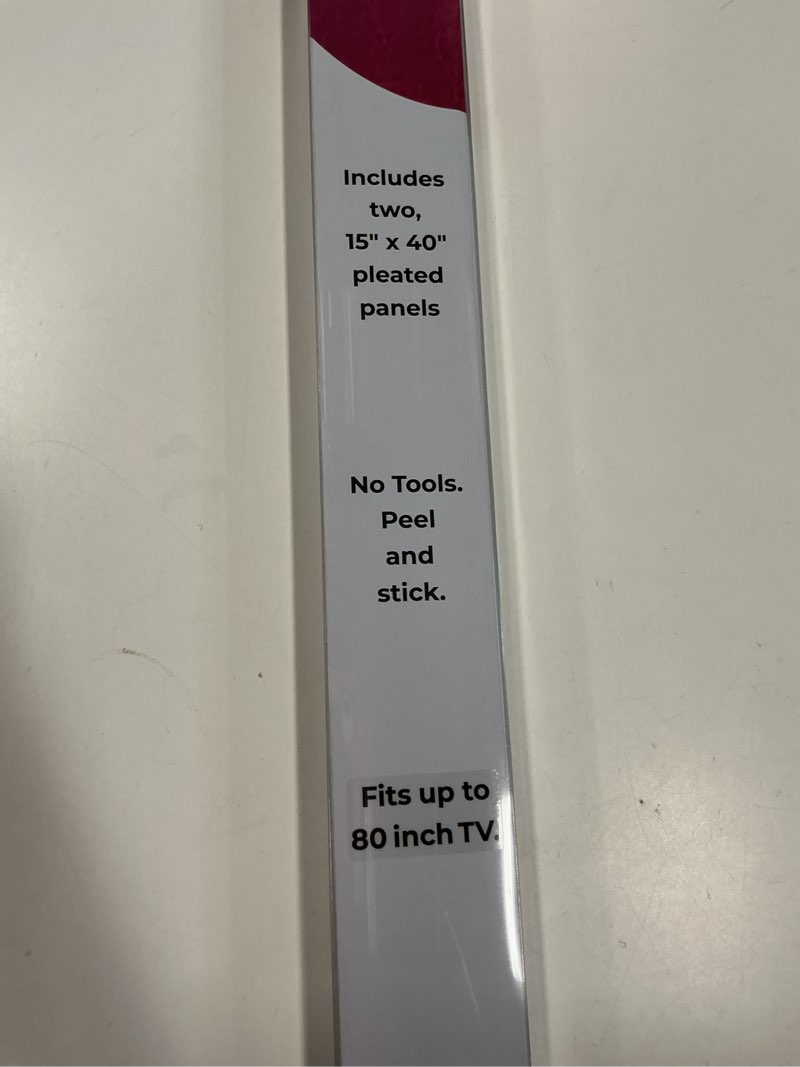 Includes
two,
15" x 40"
pleated
panels
No Tools.
Peel
and
stick.
Fits up to
80 inch TV.